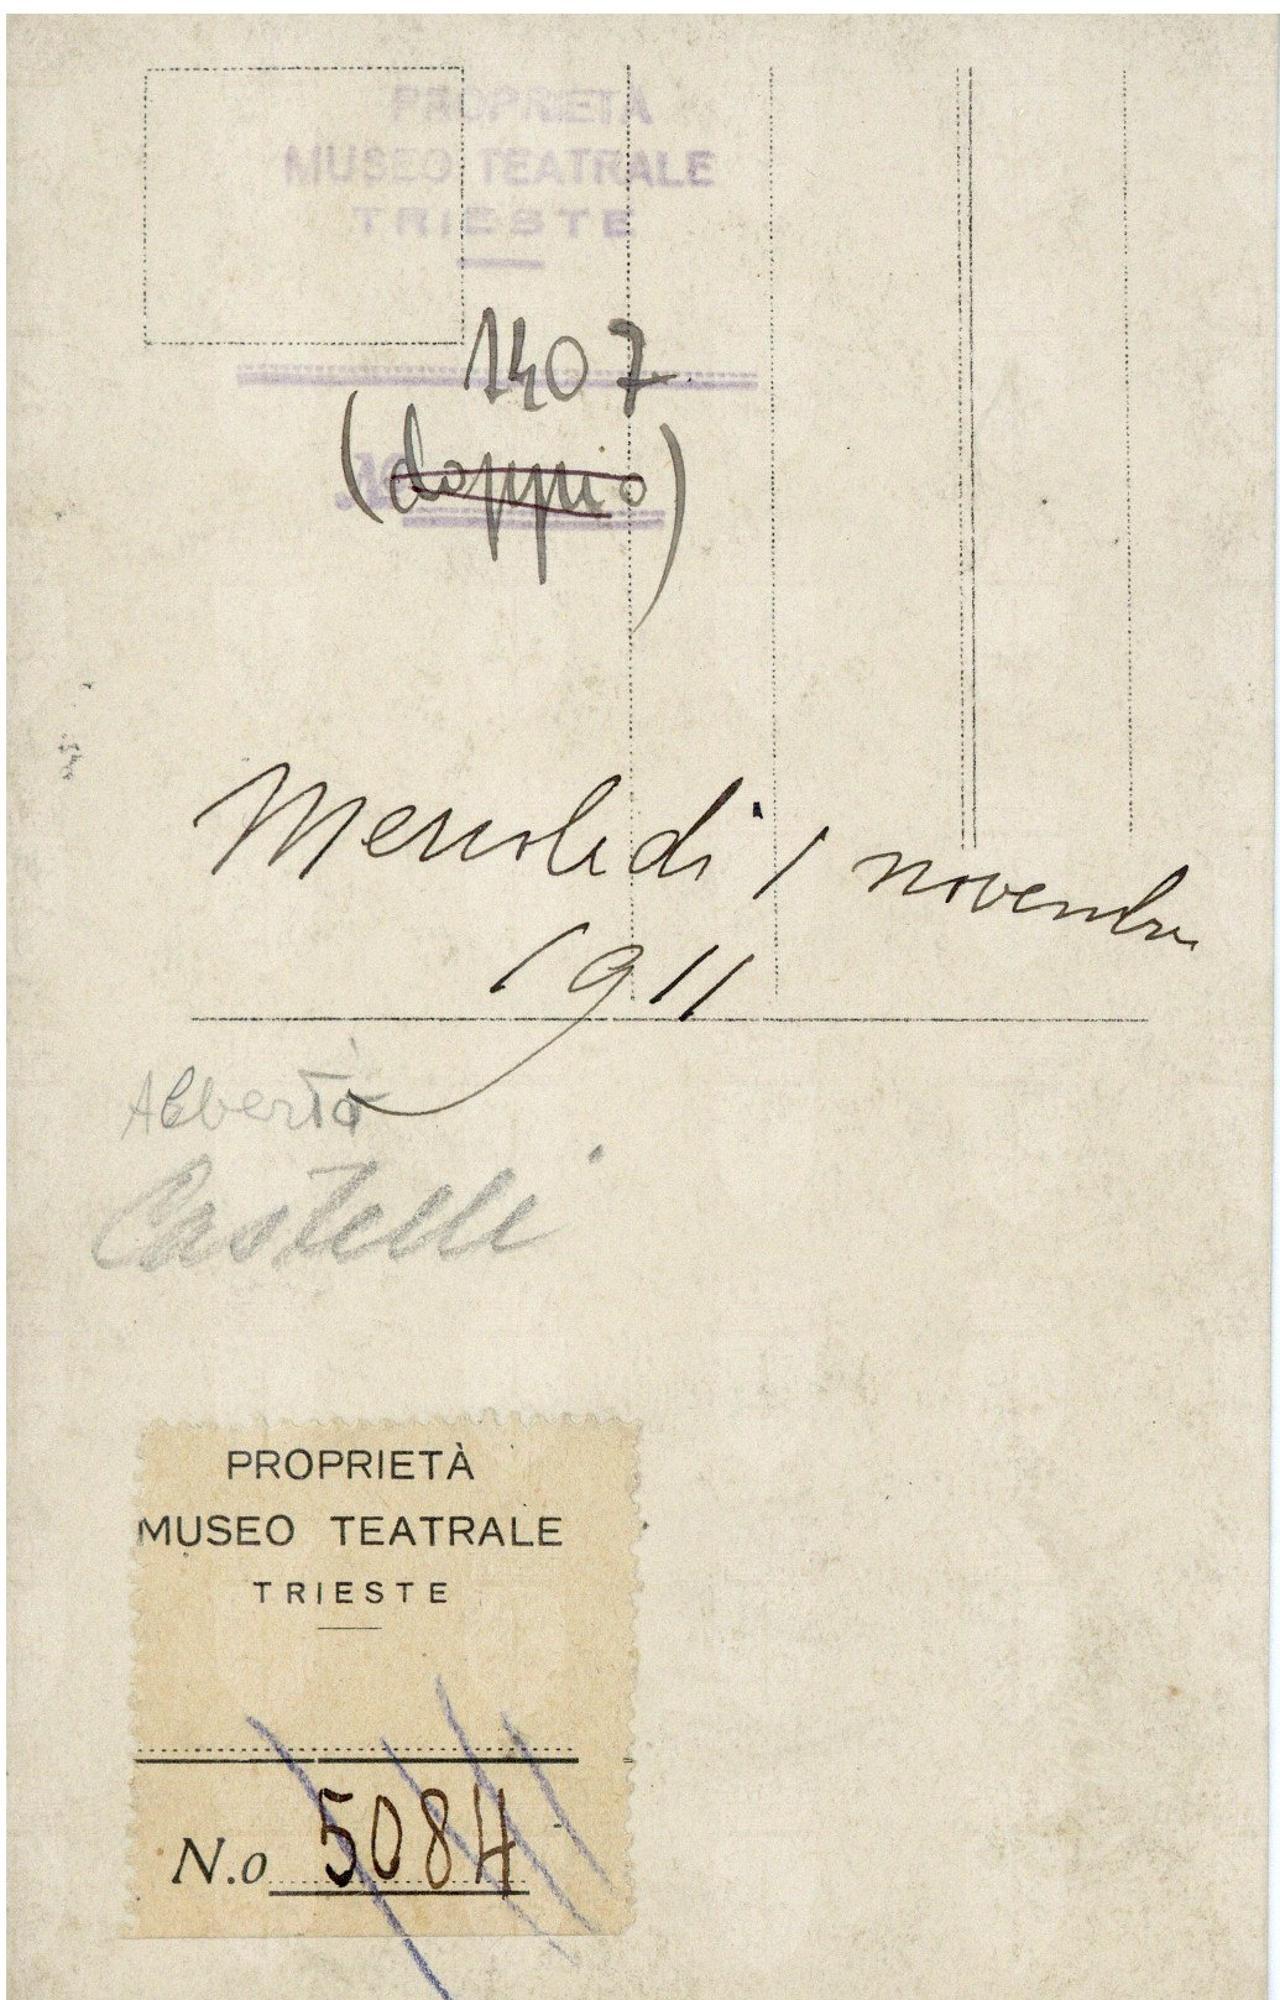 PROPRIETÀ
MUSEO TEATRALE
TRIESTE
1407
(doppio)
Mercoledì 1 novembre
1911
Alberto
Castelli
PROPRIETÀ
MUSEO TEATRALE
TRIESTE
N.o 5084